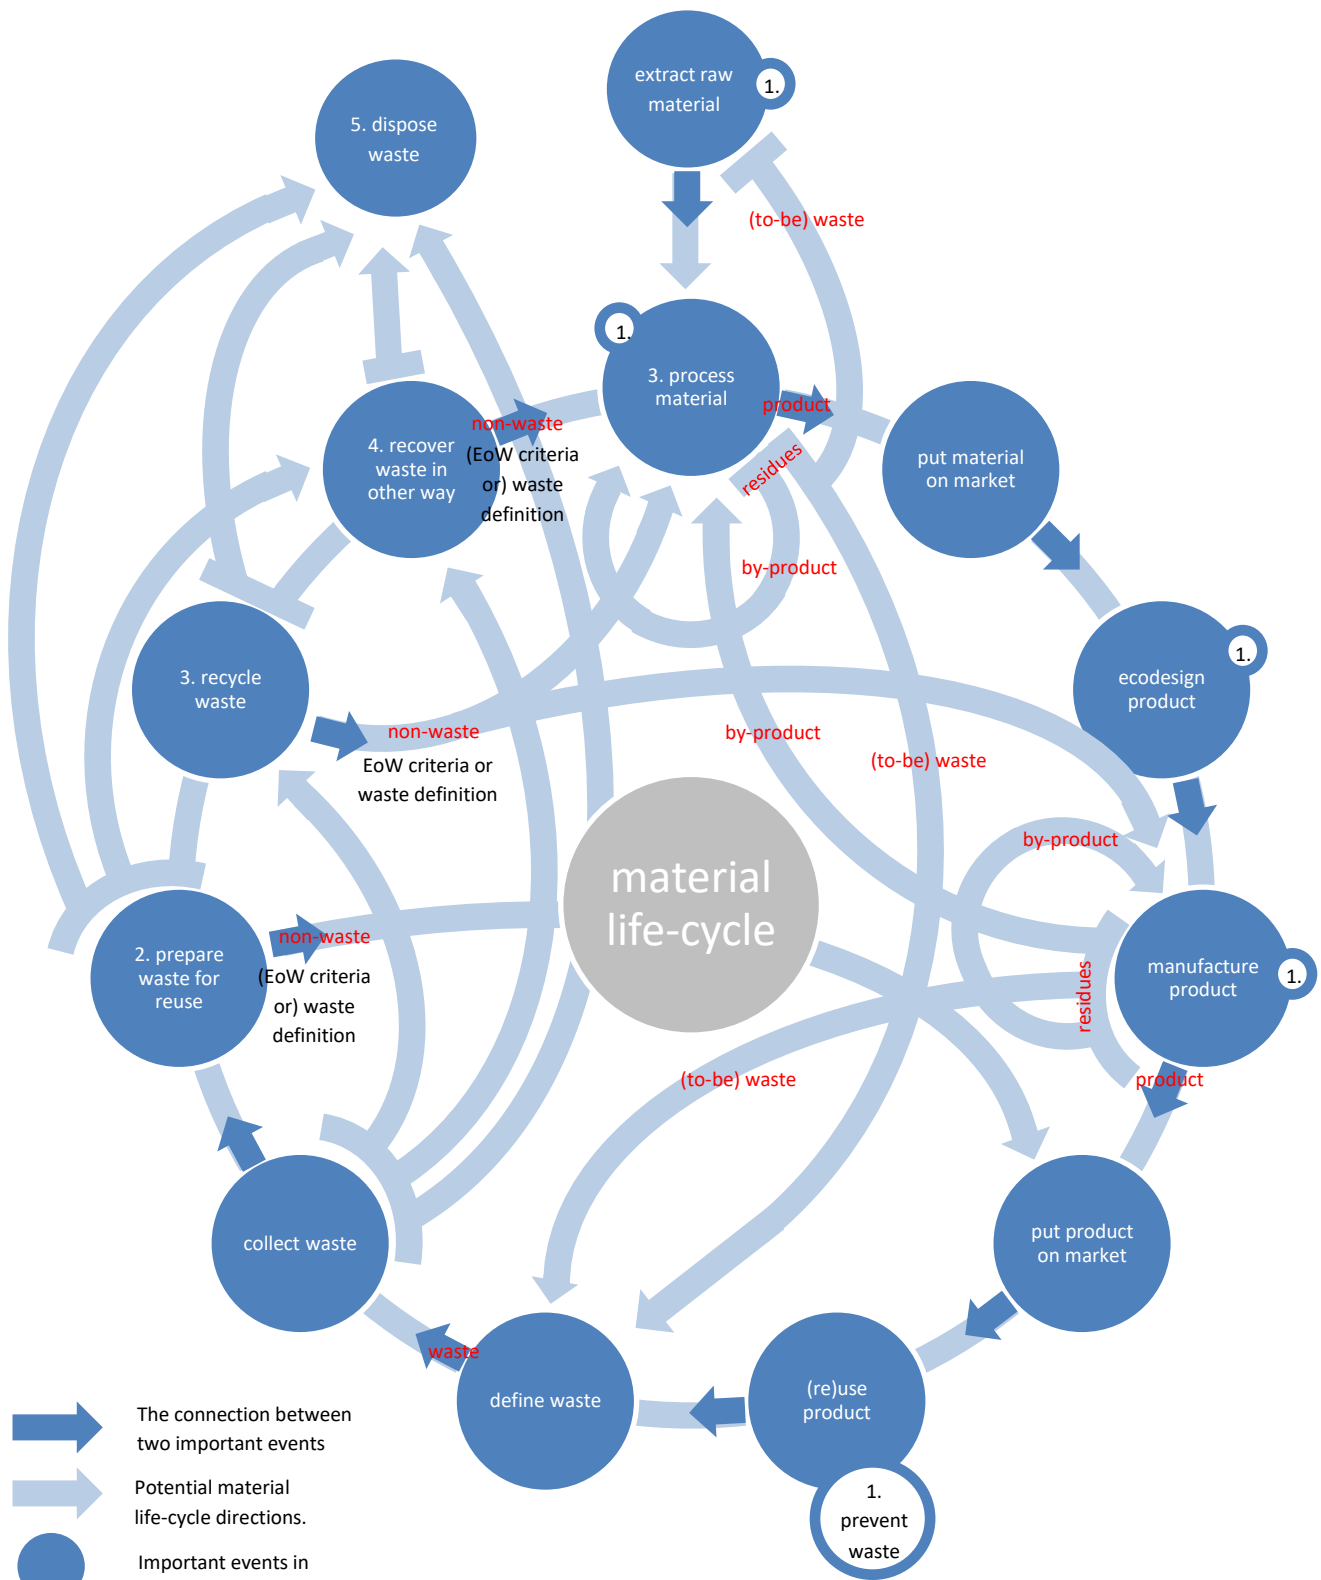 extract raw
material
1.
5. dispose
waste
(to-be) waste
1.
3. process
material
product
non-waste
4. recover
waste in
other way
(EoW criteria
or) waste
definition
residues
put material
on market
by-product
1.
ecodesign
product
3. recycle
waste
non-waste
EoW criteria or
waste definition
by-product
(to-be) waste
material
life-cycle
by-product
non-waste
2. prepare
waste for
reuse
(EoW criteria
or) waste
definition
residues
manufacture
product
1.
(to-be) waste
product
collect waste
put product
on market
waste
define waste
(re)use
product
1.
prevent
waste
The connection between
two important events
Potential material
life-cycle directions.
Important events in